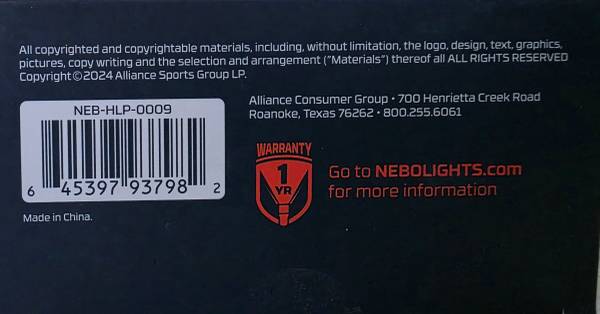 All copyrighted and copyrightable materials, including, without limitation, the logo, design, text, graphics,
pictures, copy writing and the selection and arrangement ("Materials") thereof all ALL RIGHTS RESERVED
Copyright©2024 Alliance Sports Group LP.
NEB-HLP-0009
6 45397 93798 2
Made in China.
Alliance Consumer Group • 700 Henrietta Creek Road
Roanoke, Texas 76262 • 800.255.6061
WARRANTY
1
YR
Go to NEBOLIGHTS.com
for more information